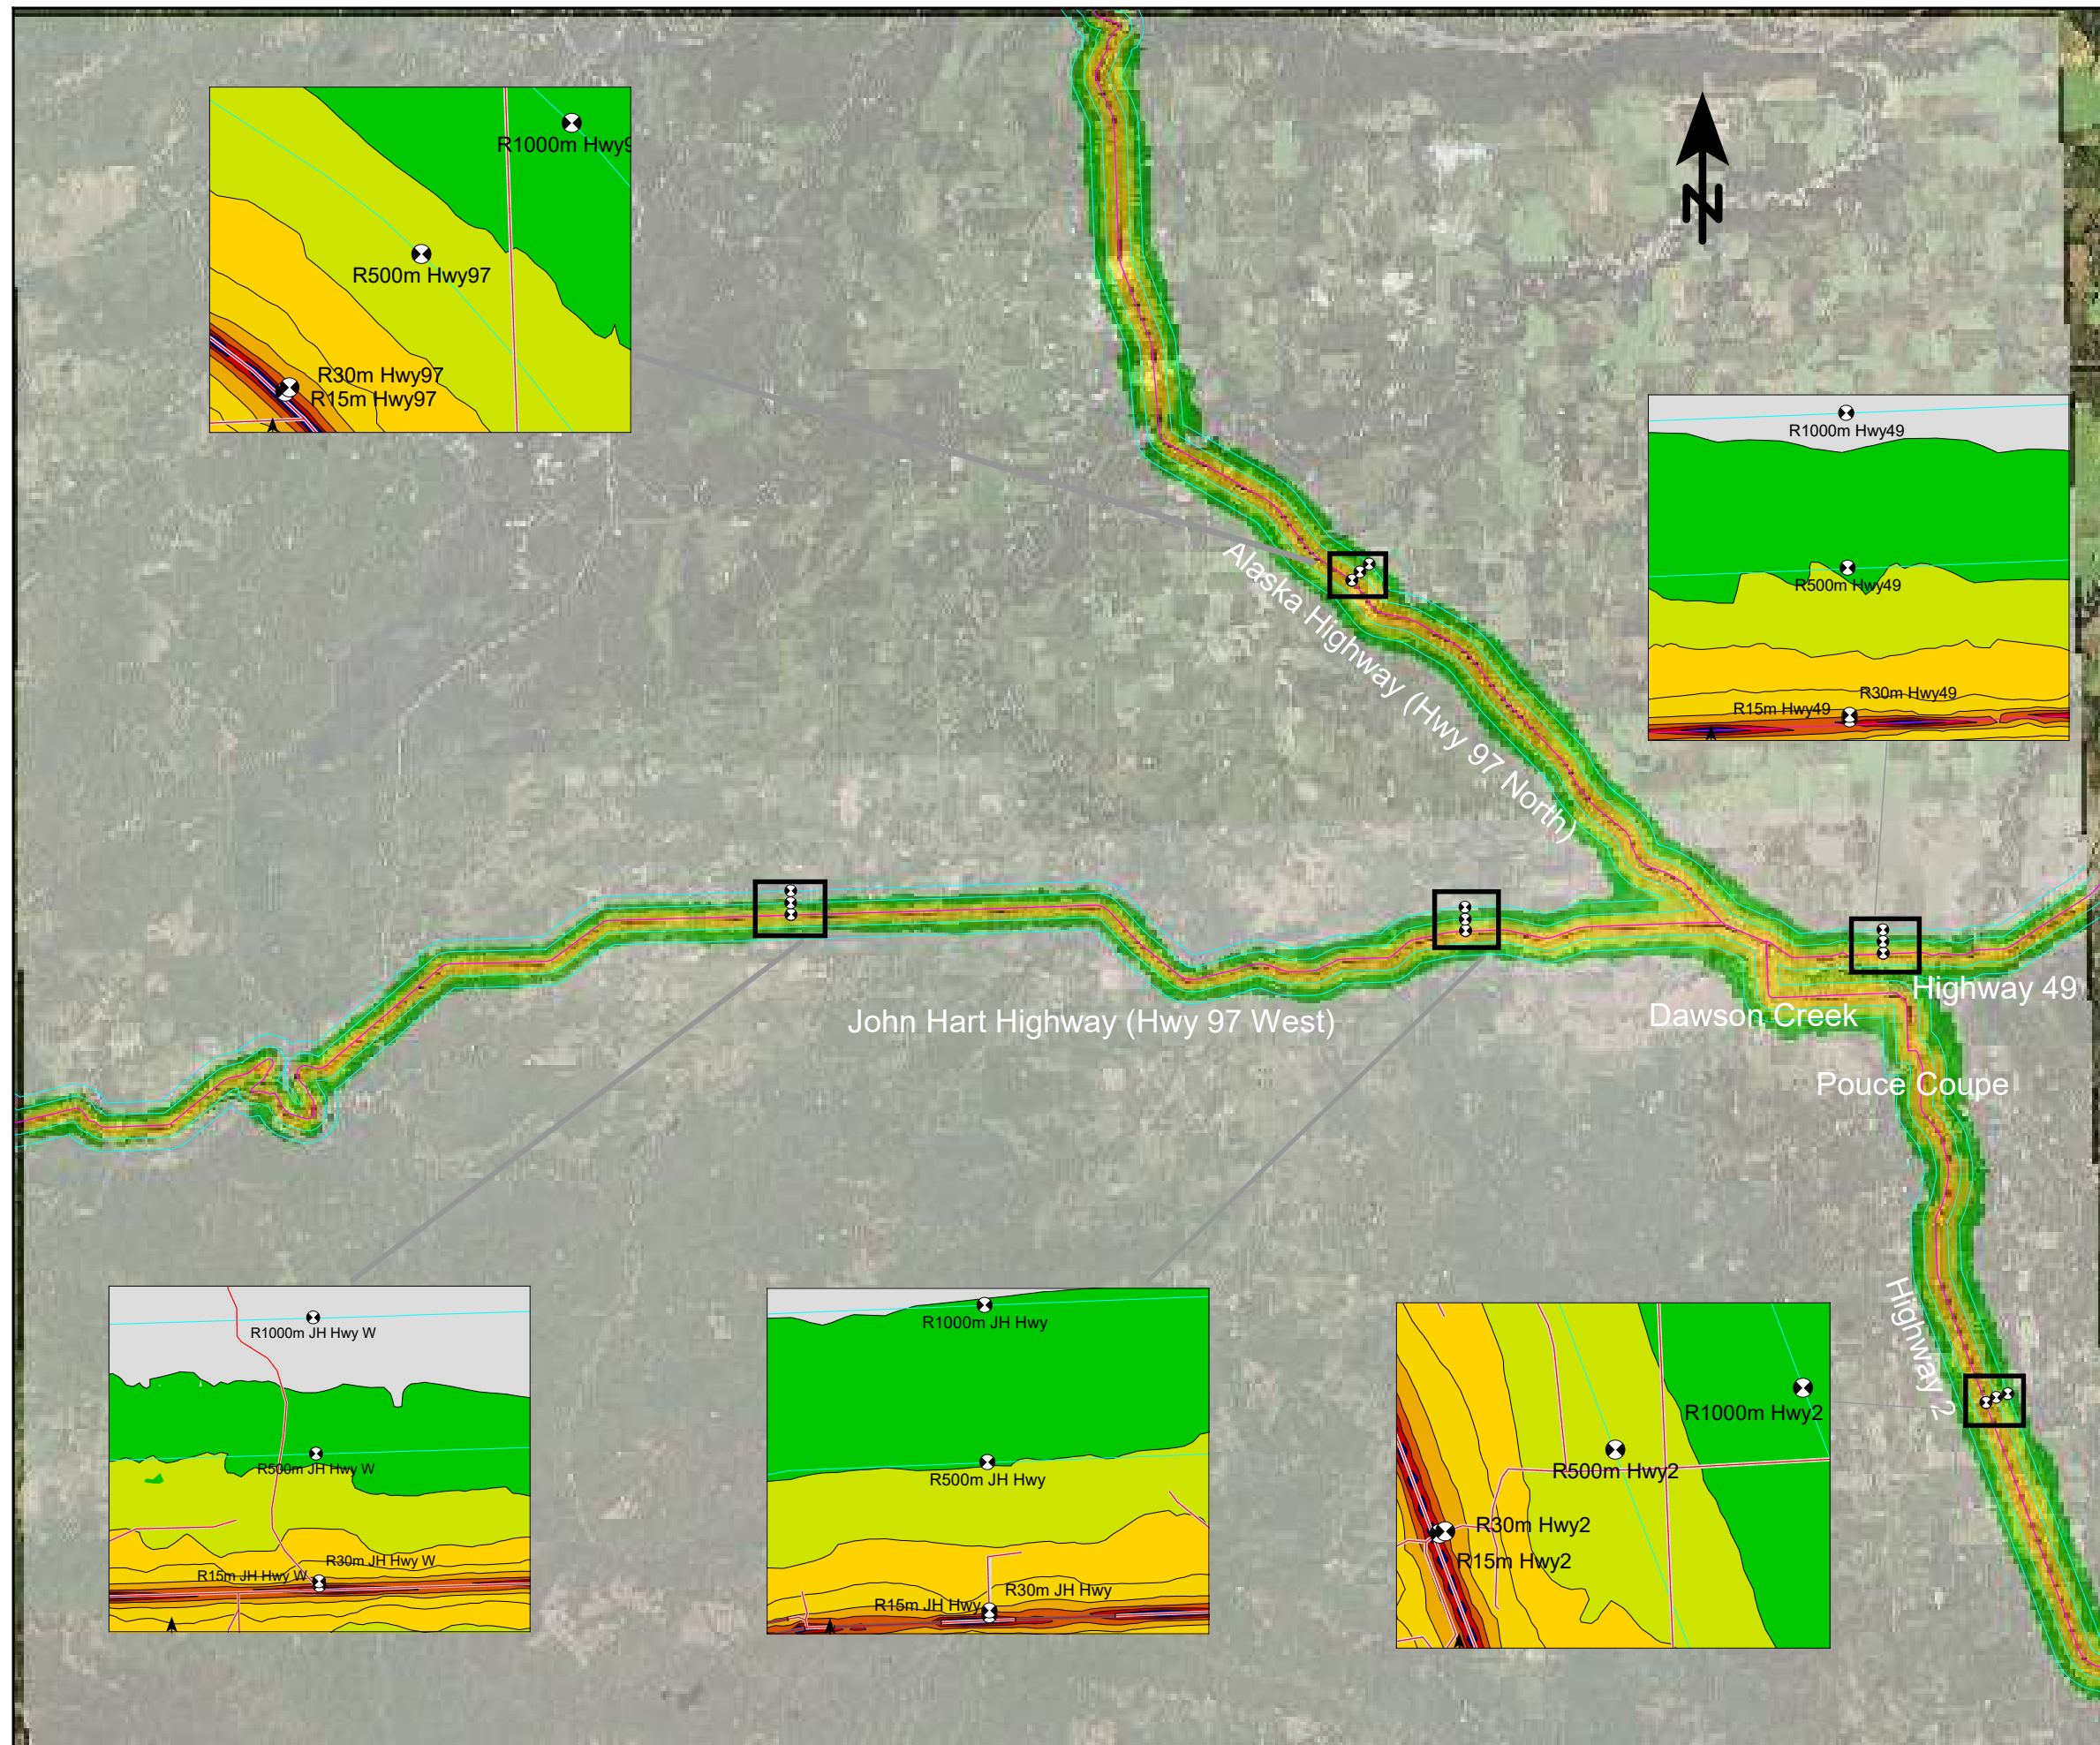 R1000m Hwy9
R500m Hwy97
R30m Hwy97
R15m Hwy97
N
R1000m Hwy49
R500m Hwy49
R30m Hwy49
R15m Hwy49
Alaska Highway (Hwy 97 North)
John Hart Highway (Hwy 97 West)
Highway 49
Dawson Creek
Pouce Coupe
Highway 2
R1000m JH Hwy W
R500m JH Hwy W
R30m JH Hwy W
R15m JH Hwy W
R1000m JH Hwy
R500m JH Hwy
R30m JH Hwy
R15m JH Hwy
R1000m Hwy2
R500m Hwy2
R30m Hwy2
R15m Hwy2